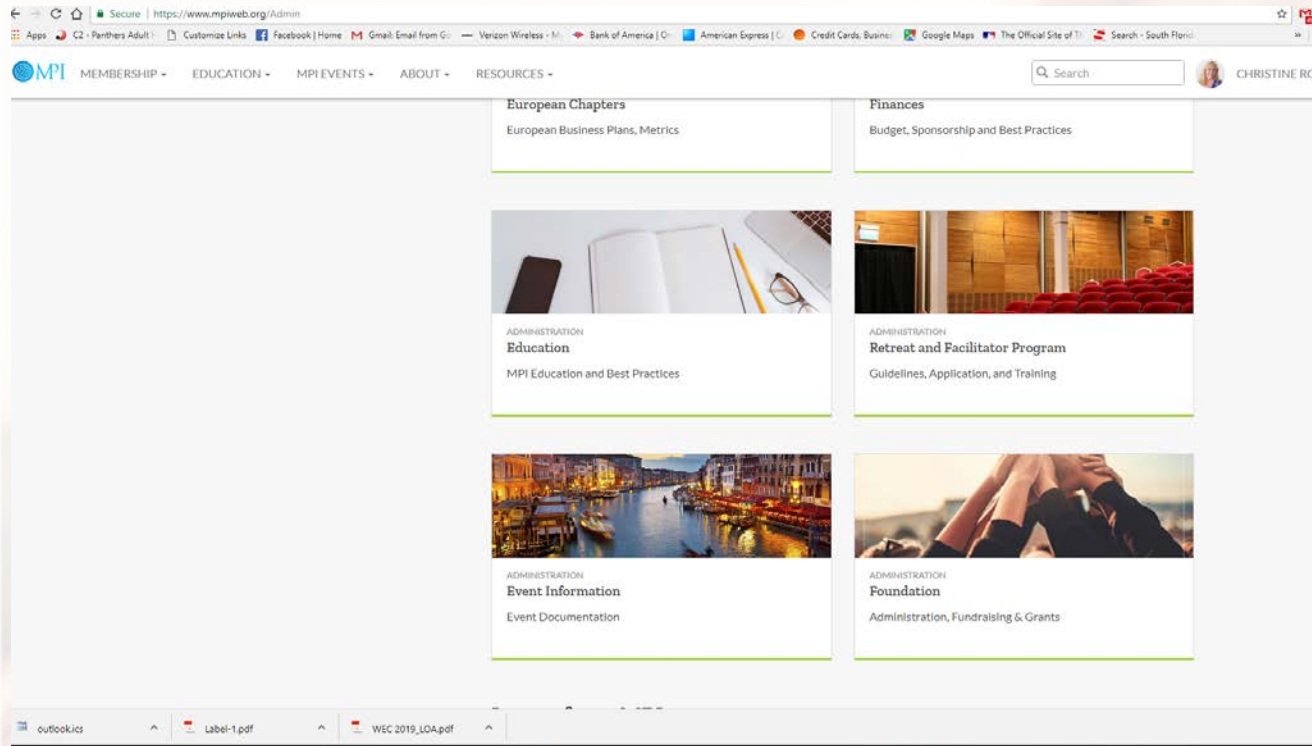 Secure | https://www.mpiweb.org/Admin
Apps C2 - Panthers Adult Customize Links Facebook | Home Gmail: Email from Go Verizon Wireless - M Bank of America | O American Express | C Credit Cards, Busines Google Maps The Official Site of T Search - South Florid »
MPI MEMBERSHIP EDUCATION MPI EVENTS ABOUT RESOURCES Search CHRISTINE RO
European Chapters
European Business Plans, Metrics
Finances
Budget, Sponsorship and Best Practices
ADMINISTRATION
Education
MPI Education and Best Practices
ADMINISTRATION
Retreat and Facilitator Program
Guidelines, Application, and Training
ADMINISTRATION
Event Information
Event Documentation
ADMINISTRATION
Foundation
Administration, Fundraising & Grants
outlook.ics Label-1.pdf WEC 2019_LOA.pdf